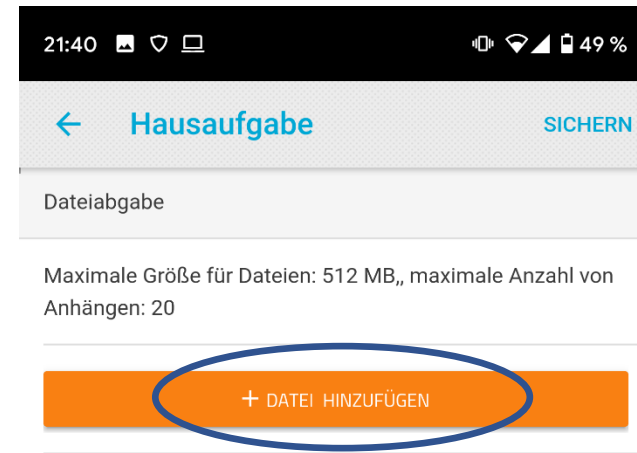 21:40 49 %
Hausaufgabe SICHERN
Dateiabgabe
Maximale Größe für Dateien: 512 MB,, maximale Anzahl von
Anhängen: 20
+ DATEI HINZUFÜGEN